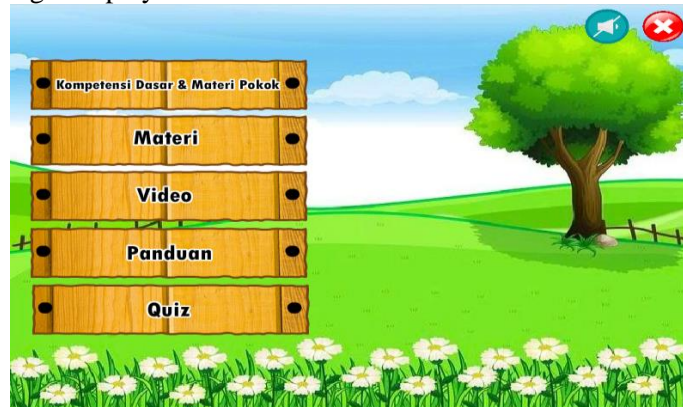 Kompetensi Dasar & Materi Pokok
Materi
Video
Panduan
Quiz